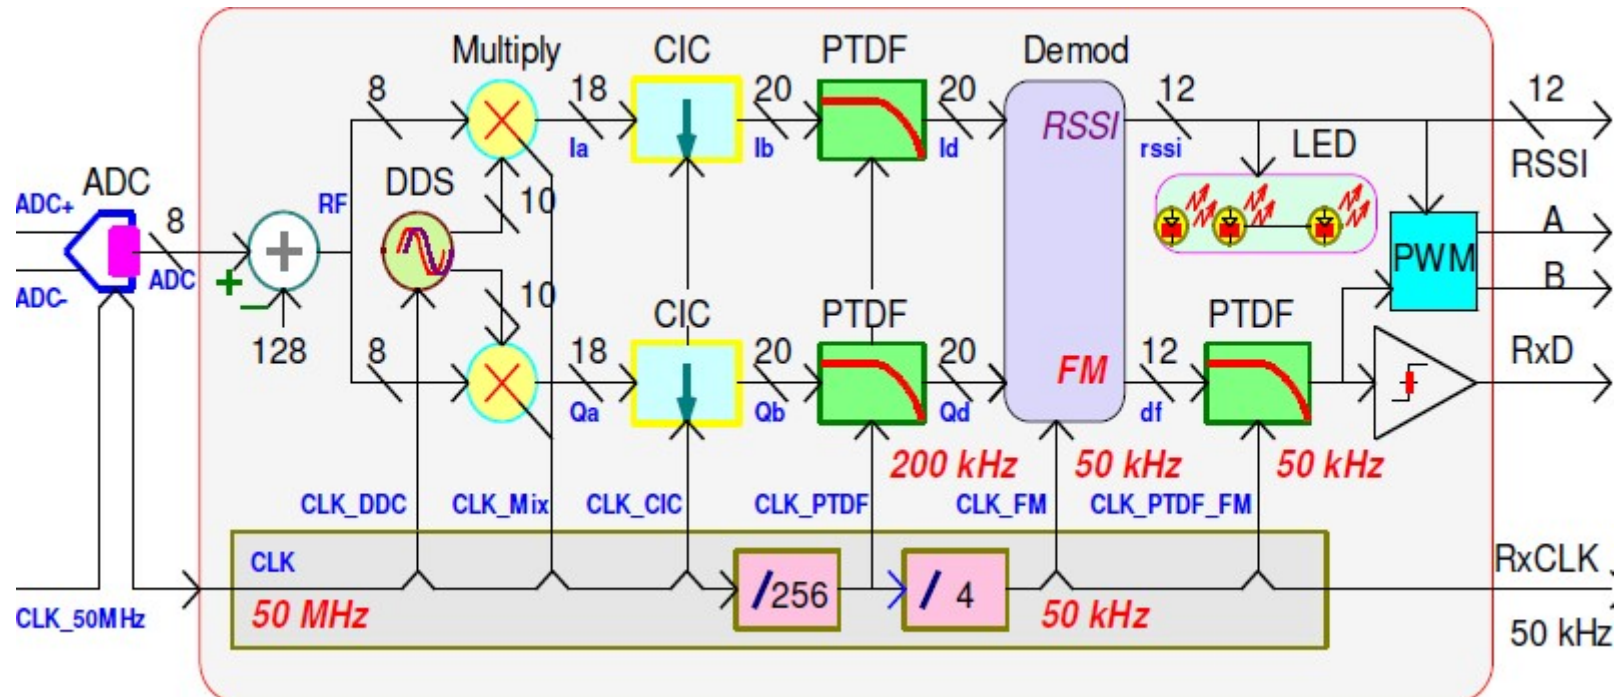 Multiply
CIC
PTDF
Demod
8
18
20
20
12
12
RSSI
Ia
Ib
Id
rssi
LED
RSSI
ADC
DDS
RF
10
ADC+
8
A
ADC
PWM
ADC-
B
10
CIC
PTDF
PTDF
128
8
18
20
20
12
RxD
FM
Qa
Qb
Qd
df
200 kHz
50 kHz
50 kHz
CLK_DDC
CLK_Mix
CLK_CIC
CLK_PTDF
CLK_FM
CLK_PTDF_FM
CLK
RxCLK
/256
/ 4
CLK_50MHz
50 MHz
50 kHz
50 kHz